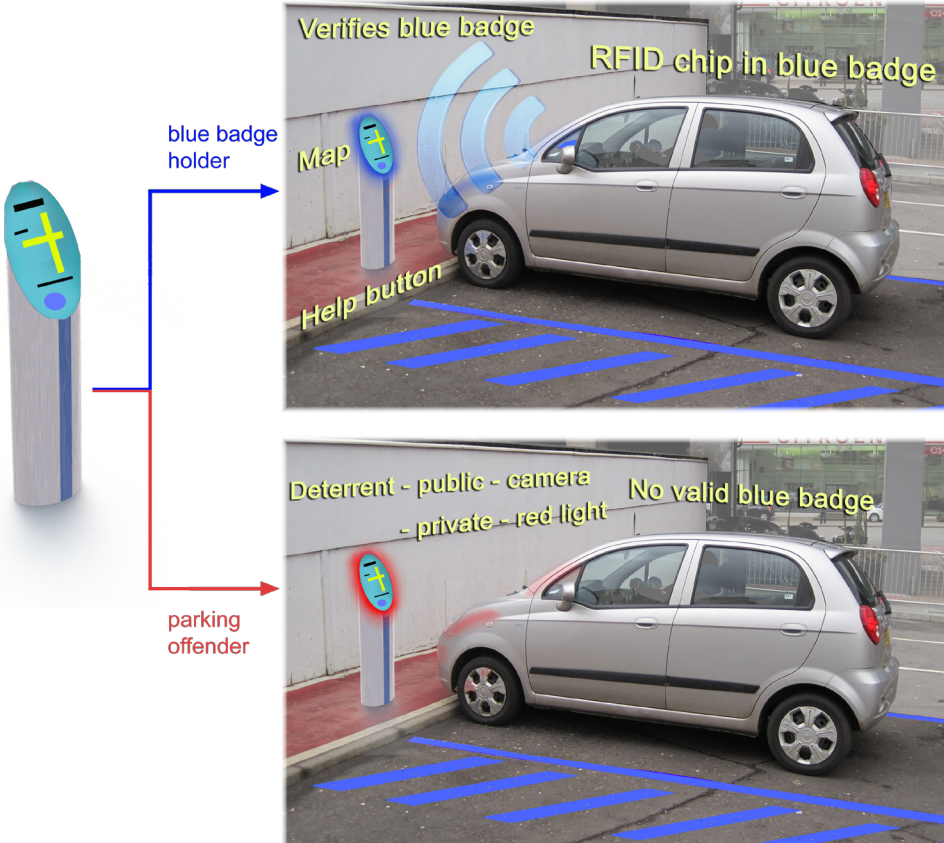 Verifies blue badge
RFID chip in blue badge
blue badge
holder
Map
Help button
CITROEN
Deterrent - public - camera
- private - red light
No valid blue badge
parking
offender